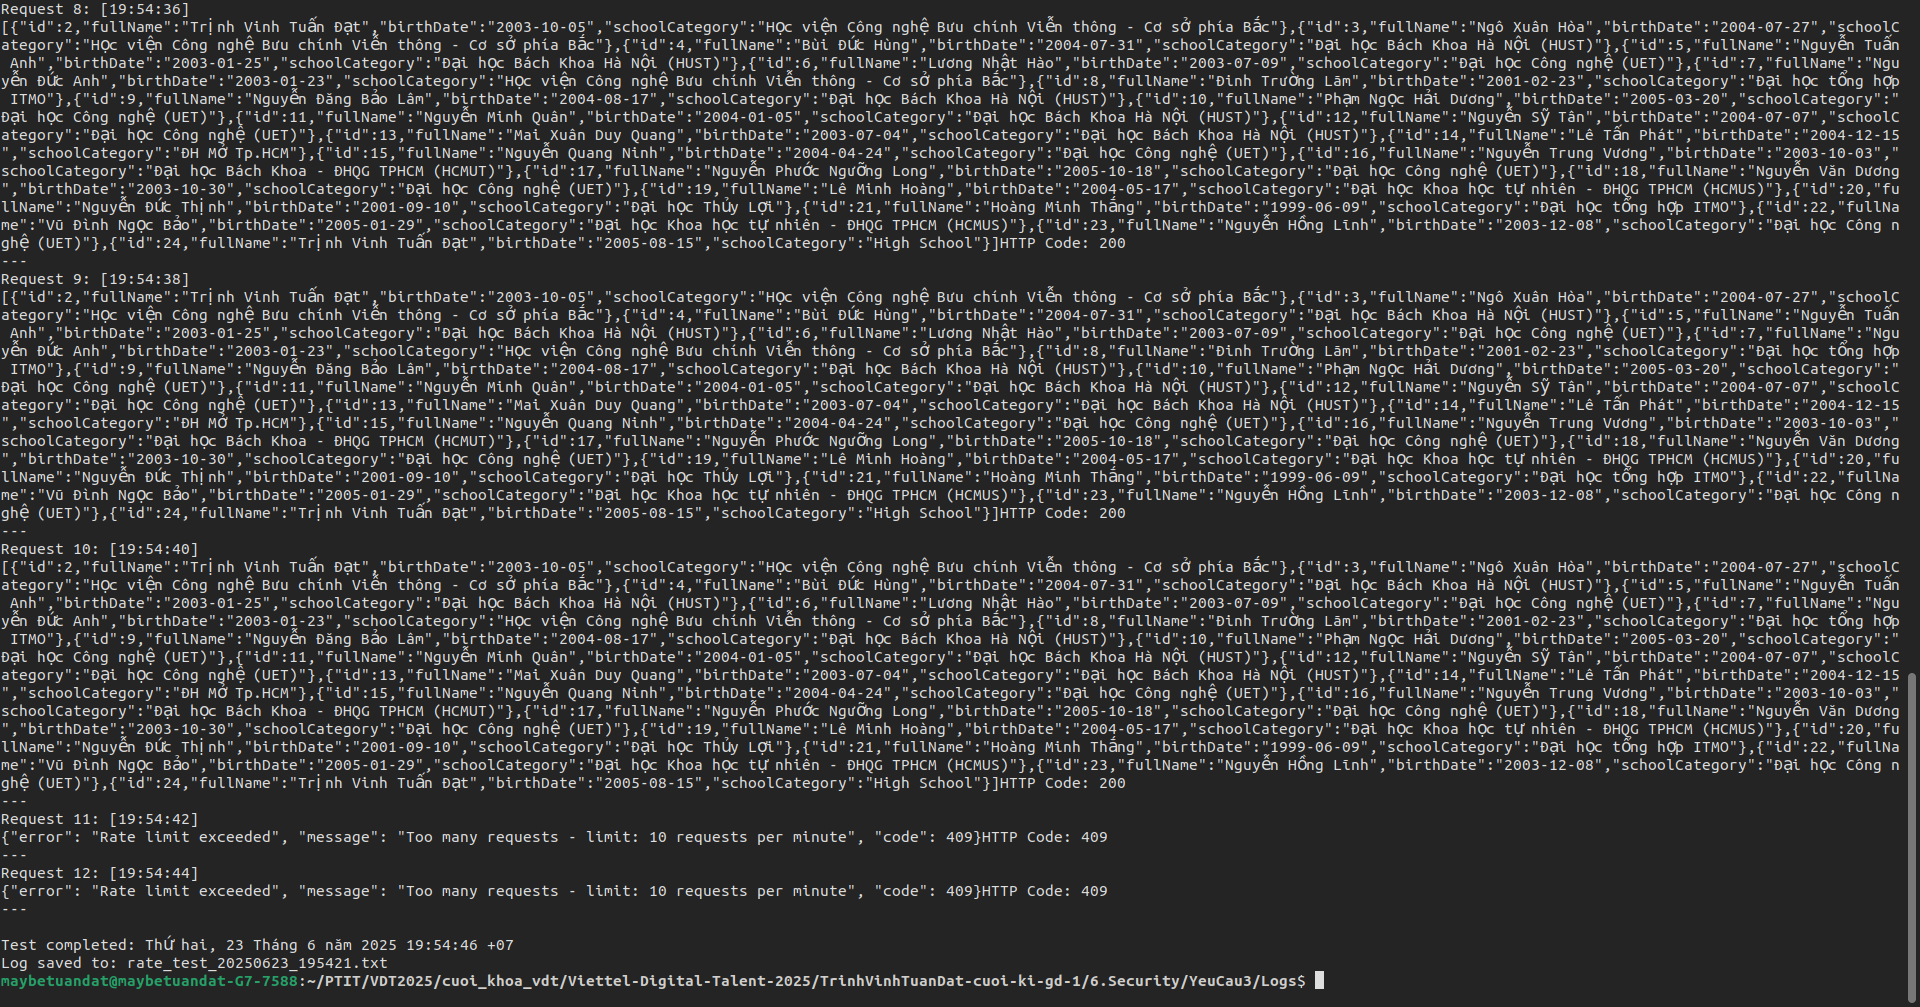 Request 8: [19:54:36]
[{"id":2,"fullName":"Trịnh Vinh Tuấn Đạt","birthDate":"2003-10-05","schoolCategory":"Học viện Công nghệ Bưu chính Viễn thông - Cơ sở phía Bắc"},{"id":3,"fullName":"Ngô Xuân Hòa","birthDate":"2004-07-27","schoolC
ategory":"Học viện Công nghệ Bưu chính Viễn thông - Cơ sở phía Bắc"},{"id":4,"fullName":"Bùi Đức Hùng","birthDate":"2004-07-31","schoolCategory":"Đại học Bách Khoa Hà Nội (HUST)"},{"id":5,"fullName":"Nguyễn Tuấn
 Anh","birthDate":"2003-01-25","schoolCategory":"Đại học Bách Khoa Hà Nội (HUST)"},{"id":6,"fullName":"Lương Nhật Hào","birthDate":"2003-07-09","schoolCategory":"Đại học Công nghệ (UET)"},{"id":7,"fullName":"Ngu
yễn Đức Anh","birthDate":"2003-01-23","schoolCategory":"Học viện Công nghệ Bưu chính Viễn thông - Cơ sở phía Bắc"},{"id":8,"fullName":"Đinh Trường Lãm","birthDate":"2001-02-23","schoolCategory":"Đại học tổng hợp
 ITMO"},{"id":9,"fullName":"Nguyễn Đăng Bảo Lâm","birthDate":"2004-08-17","schoolCategory":"Đại học Bách Khoa Hà Nội (HUST)"},{"id":10,"fullName":"Phạm Ngọc Hải Dương","birthDate":"2005-03-20","schoolCategory":"
Đại học Công nghệ (UET)"},{"id":11,"fullName":"Nguyễn Minh Quân","birthDate":"2004-01-05","schoolCategory":"Đại học Bách Khoa Hà Nội (HUST)"},{"id":12,"fullName":"Nguyễn Sỹ Tân","birthDate":"2004-07-07","schoolC
ategory":"Đại học Công nghệ (UET)"},{"id":13,"fullName":"Mai Xuân Duy Quang","birthDate":"2003-07-04","schoolCategory":"Đại học Bách Khoa Hà Nội (HUST)"},{"id":14,"fullName":"Lê Tấn Phát","birthDate":"2004-12-15
","schoolCategory":"ĐH Mở Tp.HCM"},{"id":15,"fullName":"Nguyễn Quang Ninh","birthDate":"2004-04-24","schoolCategory":"Đại học Công nghệ (UET)"},{"id":16,"fullName":"Nguyễn Trung Vương","birthDate":"2003-10-03","
schoolCategory":"Đại học Bách Khoa - ĐHQG TPHCM (HCMUT)"},{"id":17,"fullName":"Nguyễn Phước Ngưỡng Long","birthDate":"2005-10-18","schoolCategory":"Đại học Công nghệ (UET)"},{"id":18,"fullName":"Nguyễn Văn Dương
","birthDate":"2003-10-30","schoolCategory":"Đại học Công nghệ (UET)"},{"id":19,"fullName":"Lê Minh Hoàng","birthDate":"2004-05-17","schoolCategory":"Đại học Khoa học tự nhiên - ĐHQG TPHCM (HCMUS)"},{"id":20,"fu
llName":"Nguyễn Đức Thịnh","birthDate":"2001-09-10","schoolCategory":"Đại học Thủy Lợi"},{"id":21,"fullName":"Hoàng Minh Thắng","birthDate":"1999-06-09","schoolCategory":"Đại học tổng hợp ITMO"},{"id":22,"fullNa
me":"Vũ Đình Ngọc Bảo","birthDate":"2005-01-29","schoolCategory":"Đại học Khoa học tự nhiên - ĐHQG TPHCM (HCMUS)"},{"id":23,"fullName":"Nguyễn Hồng Lĩnh","birthDate":"2003-12-08","schoolCategory":"Đại học Công n
ghệ (UET)"},{"id":24,"fullName":"Trịnh Vinh Tuấn Đạt","birthDate":"2005-08-15","schoolCategory":"High School"}]HTTP Code: 200
---
Request 9: [19:54:38]
[{"id":2,"fullName":"Trịnh Vinh Tuấn Đạt","birthDate":"2003-10-05","schoolCategory":"Học viện Công nghệ Bưu chính Viễn thông - Cơ sở phía Bắc"},{"id":3,"fullName":"Ngô Xuân Hòa","birthDate":"2004-07-27","schoolC
ategory":"Học viện Công nghệ Bưu chính Viễn thông - Cơ sở phía Bắc"},{"id":4,"fullName":"Bùi Đức Hùng","birthDate":"2004-07-31","schoolCategory":"Đại học Bách Khoa Hà Nội (HUST)"},{"id":5,"fullName":"Nguyễn Tuấn
 Anh","birthDate":"2003-01-25","schoolCategory":"Đại học Bách Khoa Hà Nội (HUST)"},{"id":6,"fullName":"Lương Nhật Hào","birthDate":"2003-07-09","schoolCategory":"Đại học Công nghệ (UET)"},{"id":7,"fullName":"Ngu
yễn Đức Anh","birthDate":"2003-01-23","schoolCategory":"Học viện Công nghệ Bưu chính Viễn thông - Cơ sở phía Bắc"},{"id":8,"fullName":"Đinh Trường Lãm","birthDate":"2001-02-23","schoolCategory":"Đại học tổng hợp
 ITMO"},{"id":9,"fullName":"Nguyễn Đăng Bảo Lâm","birthDate":"2004-08-17","schoolCategory":"Đại học Bách Khoa Hà Nội (HUST)"},{"id":10,"fullName":"Phạm Ngọc Hải Dương","birthDate":"2005-03-20","schoolCategory":"
Đại học Công nghệ (UET)"},{"id":11,"fullName":"Nguyễn Minh Quân","birthDate":"2004-01-05","schoolCategory":"Đại học Bách Khoa Hà Nội (HUST)"},{"id":12,"fullName":"Nguyễn Sỹ Tân","birthDate":"2004-07-07","schoolC
ategory":"Đại học Công nghệ (UET)"},{"id":13,"fullName":"Mai Xuân Duy Quang","birthDate":"2003-07-04","schoolCategory":"Đại học Bách Khoa Hà Nội (HUST)"},{"id":14,"fullName":"Lê Tấn Phát","birthDate":"2004-12-15
","schoolCategory":"ĐH Mở Tp.HCM"},{"id":15,"fullName":"Nguyễn Quang Ninh","birthDate":"2004-04-24","schoolCategory":"Đại học Công nghệ (UET)"},{"id":16,"fullName":"Nguyễn Trung Vương","birthDate":"2003-10-03","
schoolCategory":"Đại học Bách Khoa - ĐHQG TPHCM (HCMUT)"},{"id":17,"fullName":"Nguyễn Phước Ngưỡng Long","birthDate":"2005-10-18","schoolCategory":"Đại học Công nghệ (UET)"},{"id":18,"fullName":"Nguyễn Văn Dương
","birthDate":"2003-10-30","schoolCategory":"Đại học Công nghệ (UET)"},{"id":19,"fullName":"Lê Minh Hoàng","birthDate":"2004-05-17","schoolCategory":"Đại học Khoa học tự nhiên - ĐHQG TPHCM (HCMUS)"},{"id":20,"fu
llName":"Nguyễn Đức Thịnh","birthDate":"2001-09-10","schoolCategory":"Đại học Thủy Lợi"},{"id":21,"fullName":"Hoàng Minh Thắng","birthDate":"1999-06-09","schoolCategory":"Đại học tổng hợp ITMO"},{"id":22,"fullNa
me":"Vũ Đình Ngọc Bảo","birthDate":"2005-01-29","schoolCategory":"Đại học Khoa học tự nhiên - ĐHQG TPHCM (HCMUS)"},{"id":23,"fullName":"Nguyễn Hồng Lĩnh","birthDate":"2003-12-08","schoolCategory":"Đại học Công n
ghệ (UET)"},{"id":24,"fullName":"Trịnh Vinh Tuấn Đạt","birthDate":"2005-08-15","schoolCategory":"High School"}]HTTP Code: 200
---
Request 10: [19:54:40]
[{"id":2,"fullName":"Trịnh Vinh Tuấn Đạt","birthDate":"2003-10-05","schoolCategory":"Học viện Công nghệ Bưu chính Viễn thông - Cơ sở phía Bắc"},{"id":3,"fullName":"Ngô Xuân Hòa","birthDate":"2004-07-27","schoolC
ategory":"Học viện Công nghệ Bưu chính Viễn thông - Cơ sở phía Bắc"},{"id":4,"fullName":"Bùi Đức Hùng","birthDate":"2004-07-31","schoolCategory":"Đại học Bách Khoa Hà Nội (HUST)"},{"id":5,"fullName":"Nguyễn Tuấn
 Anh","birthDate":"2003-01-25","schoolCategory":"Đại học Bách Khoa Hà Nội (HUST)"},{"id":6,"fullName":"Lương Nhật Hào","birthDate":"2003-07-09","schoolCategory":"Đại học Công nghệ (UET)"},{"id":7,"fullName":"Ngu
yễn Đức Anh","birthDate":"2003-01-23","schoolCategory":"Học viện Công nghệ Bưu chính Viễn thông - Cơ sở phía Bắc"},{"id":8,"fullName":"Đinh Trường Lãm","birthDate":"2001-02-23","schoolCategory":"Đại học tổng hợp
 ITMO"},{"id":9,"fullName":"Nguyễn Đăng Bảo Lâm","birthDate":"2004-08-17","schoolCategory":"Đại học Bách Khoa Hà Nội (HUST)"},{"id":10,"fullName":"Phạm Ngọc Hải Dương","birthDate":"2005-03-20","schoolCategory":"
Đại học Công nghệ (UET)"},{"id":11,"fullName":"Nguyễn Minh Quân","birthDate":"2004-01-05","schoolCategory":"Đại học Bách Khoa Hà Nội (HUST)"},{"id":12,"fullName":"Nguyễn Sỹ Tân","birthDate":"2004-07-07","schoolC
ategory":"Đại học Công nghệ (UET)"},{"id":13,"fullName":"Mai Xuân Duy Quang","birthDate":"2003-07-04","schoolCategory":"Đại học Bách Khoa Hà Nội (HUST)"},{"id":14,"fullName":"Lê Tấn Phát","birthDate":"2004-12-15
","schoolCategory":"ĐH Mở Tp.HCM"},{"id":15,"fullName":"Nguyễn Quang Ninh","birthDate":"2004-04-24","schoolCategory":"Đại học Công nghệ (UET)"},{"id":16,"fullName":"Nguyễn Trung Vương","birthDate":"2003-10-03","
schoolCategory":"Đại học Bách Khoa - ĐHQG TPHCM (HCMUT)"},{"id":17,"fullName":"Nguyễn Phước Ngưỡng Long","birthDate":"2005-10-18","schoolCategory":"Đại học Công nghệ (UET)"},{"id":18,"fullName":"Nguyễn Văn Dương
","birthDate":"2003-10-30","schoolCategory":"Đại học Công nghệ (UET)"},{"id":19,"fullName":"Lê Minh Hoàng","birthDate":"2004-05-17","schoolCategory":"Đại học Khoa học tự nhiên - ĐHQG TPHCM (HCMUS)"},{"id":20,"fu
llName":"Nguyễn Đức Thịnh","birthDate":"2001-09-10","schoolCategory":"Đại học Thủy Lợi"},{"id":21,"fullName":"Hoàng Minh Thắng","birthDate":"1999-06-09","schoolCategory":"Đại học tổng hợp ITMO"},{"id":22,"fullNa
me":"Vũ Đình Ngọc Bảo","birthDate":"2005-01-29","schoolCategory":"Đại học Khoa học tự nhiên - ĐHQG TPHCM (HCMUS)"},{"id":23,"fullName":"Nguyễn Hồng Lĩnh","birthDate":"2003-12-08","schoolCategory":"Đại học Công n
ghệ (UET)"},{"id":24,"fullName":"Trịnh Vinh Tuấn Đạt","birthDate":"2005-08-15","schoolCategory":"High School"}]HTTP Code: 200
---
Request 11: [19:54:42]
{"error": "Rate limit exceeded", "message": "Too many requests - limit: 10 requests per minute", "code": 409}HTTP Code: 409
---
Request 12: [19:54:44]
{"error": "Rate limit exceeded", "message": "Too many requests - limit: 10 requests per minute", "code": 409}HTTP Code: 409
---
Test completed: Thứ hai, 23 Tháng 6 năm 2025 19:54:46 +07
Log saved to: rate_test_20250623_195421.txt
maybetuandat@maybetuandat-G7-7588:~/PTIT/VDT2025/cuoi_khoa_vdt/Viettel-Digital-Talent-2025/TrinhVinhTuanDat-cuoi-ki-gd-1/6.Security/YeuCau3/Logs$